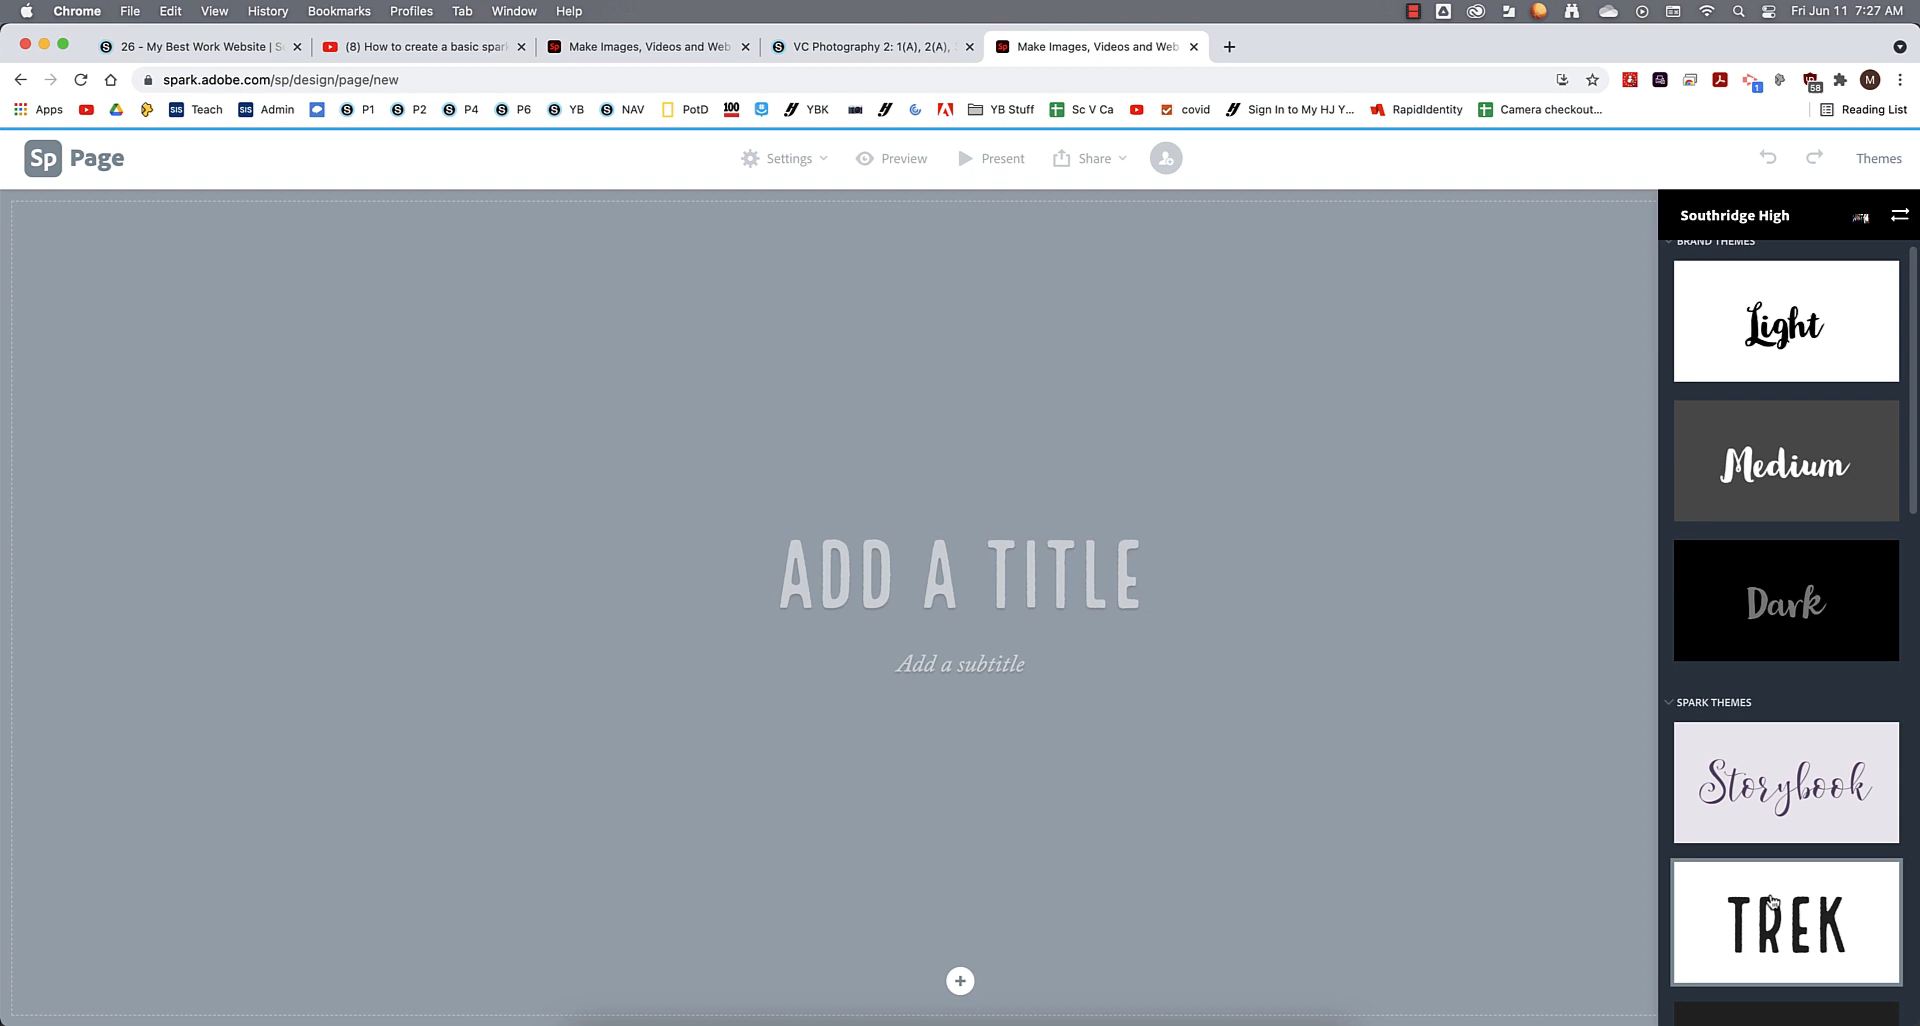 Chrome File Edit View History Bookmarks Profiles Tab Window Help Fri Jun 11 7:27 AM
26 - My Best Work Website | Sc (8) How to create a basic spar Make Images, Videos and Web VC Photography 2: 1(A), 2(A), Make Images, Videos and Web
spark.adobe.com/sp/design/page/new 1 58 M
Apps SIS Teach SIS Admin P1 P2 P4 P6 YB NAV PotD 100 YBK YB Stuff Sc V Ca covid Sign In to My HJ Y... RapidIdentity Camera checkout... Reading List
Sp Page Settings Preview Present Share Themes
Southridge High
BRAND THEMES
Light
Medium
ADD A TITLE
Dark
Add a subtitle
SPARK THEMES
Storybook
TREK